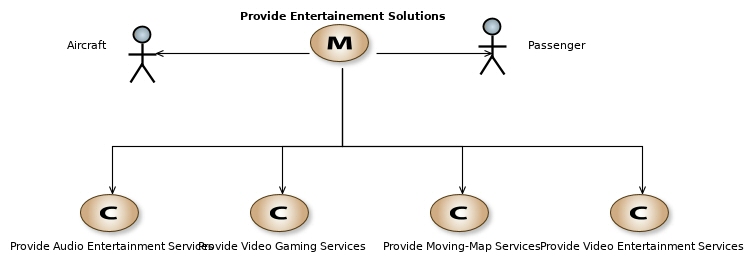 Provide Entertainement Solutions
Aircraft
M
Passenger
C
C
C
C
Provide Audio Entertainment Services
Provide Video Gaming Services
Provide Moving-Map Services
Provide Video Entertainment Services